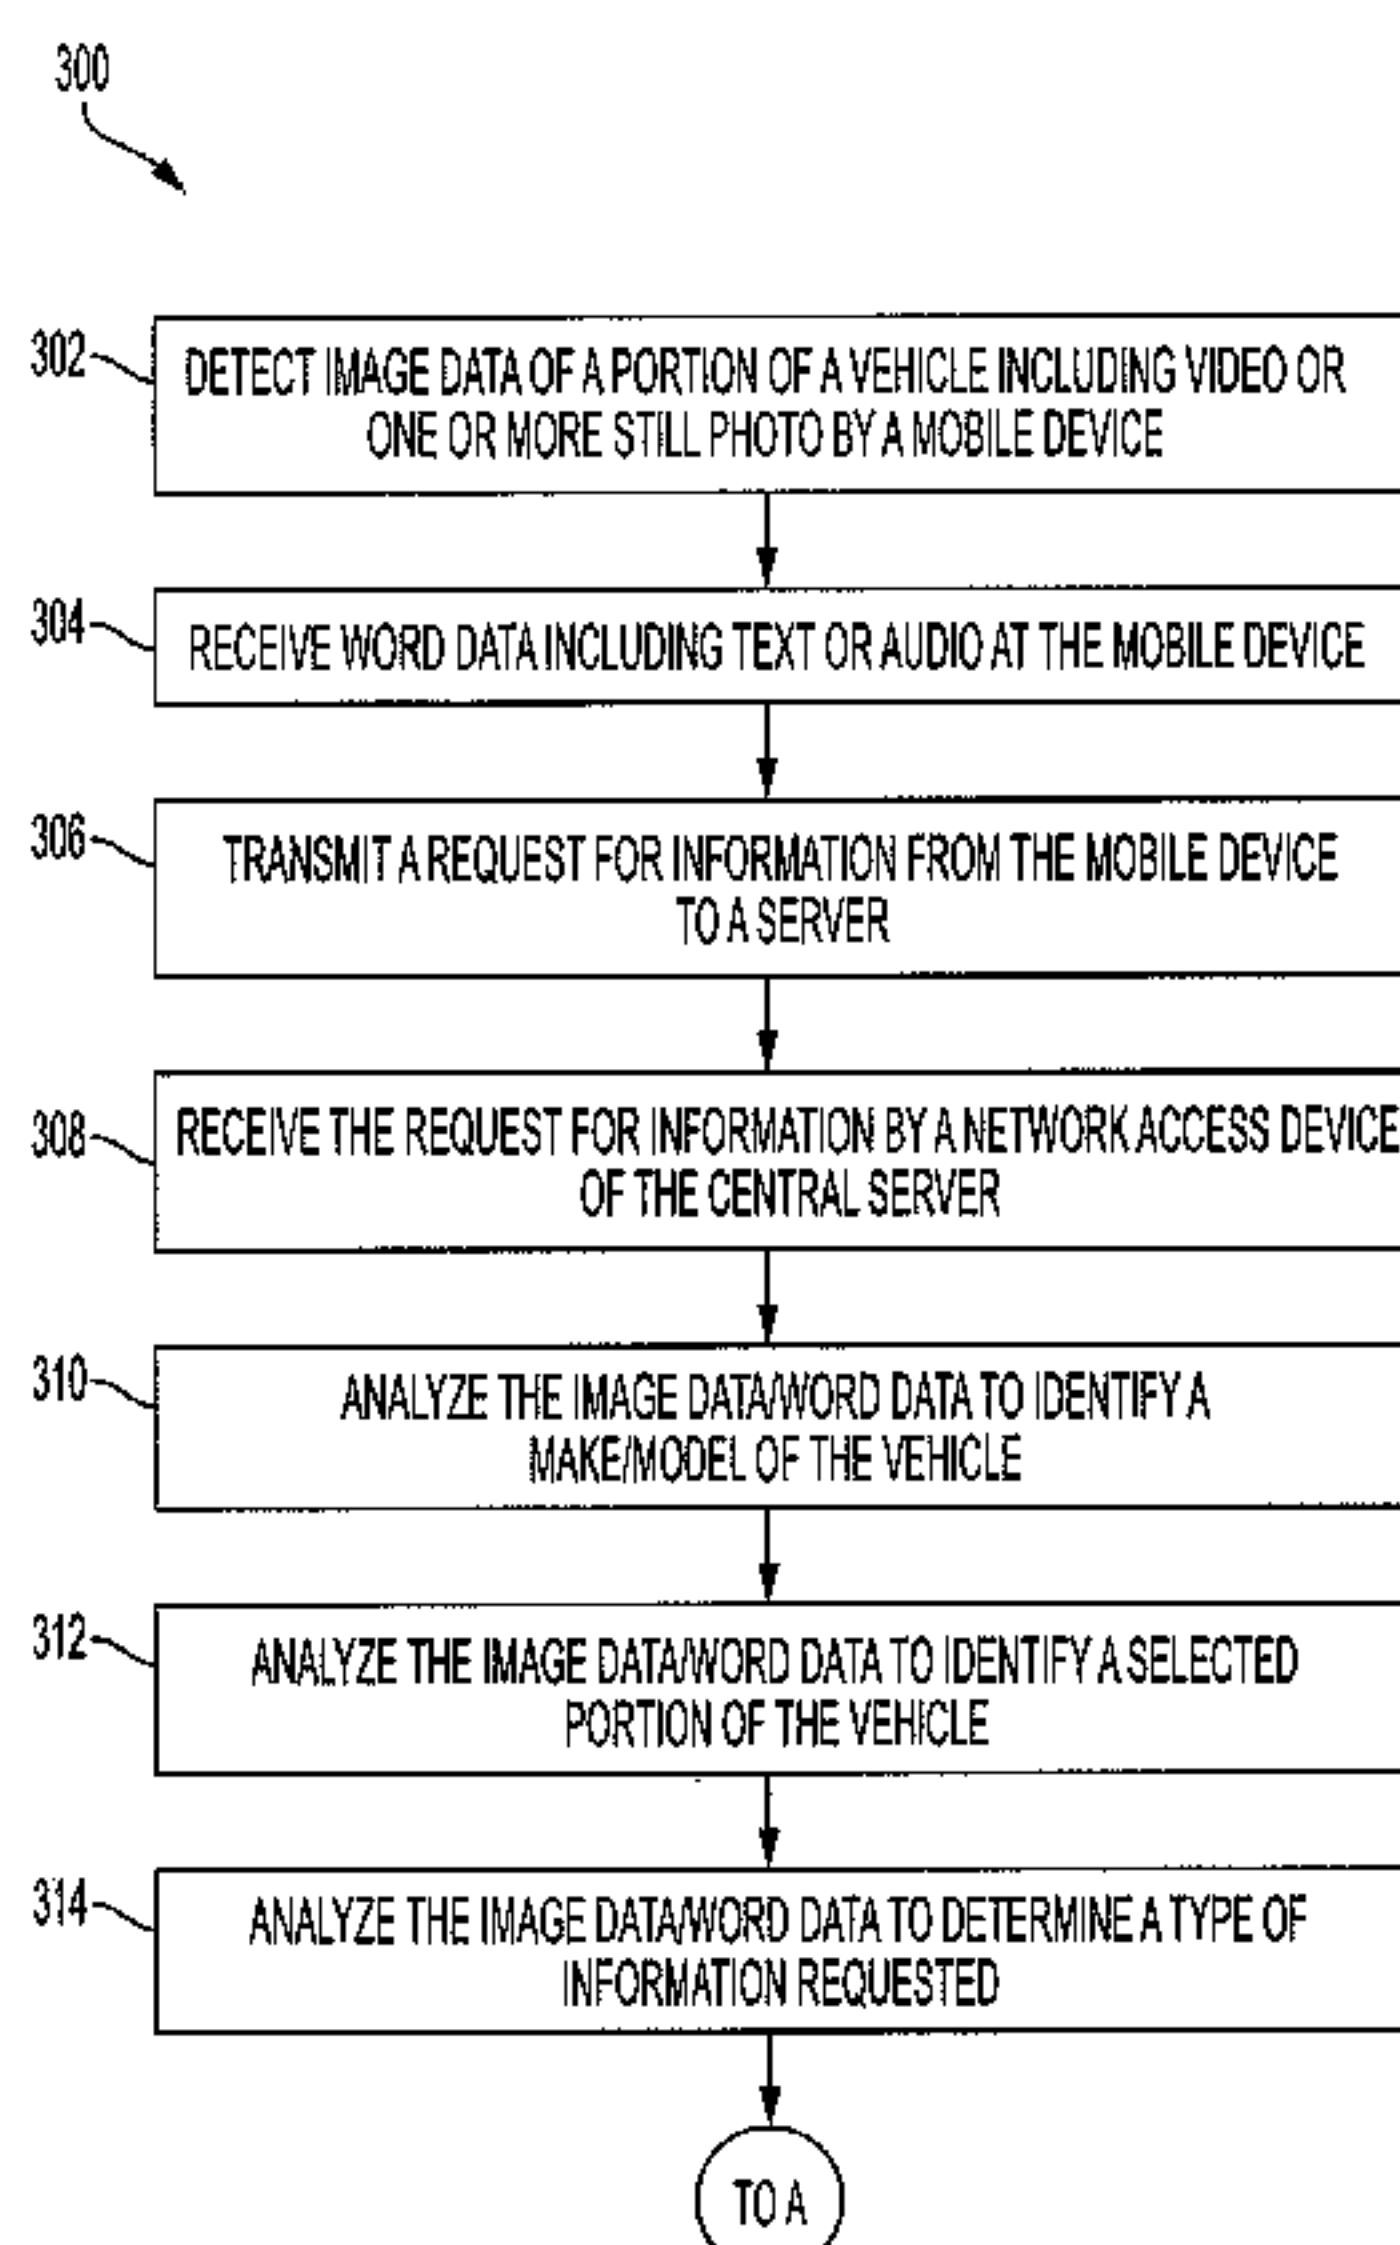 300
302
DETECT IMAGE DATA OF A PORTION OF A VEHICLE INCLUDING VIDEO OR
ONE OR MORE STILL PHOTO BY A MOBILE DEVICE
304
RECEIVE WORD DATA INCLUDING TEXT OR AUDIO AT THE MOBILE DEVICE
306
TRANSMIT A REQUEST FOR INFORMATION FROM THE MOBILE DEVICE
TO A SERVER
308
RECEIVE THE REQUEST FOR INFORMATION BY A NETWORK ACCESS DEVICE
OF THE CENTRAL SERVER
310
ANALYZE THE IMAGE DATA/WORD DATA TO IDENTIFY A
MAKE/MODEL OF THE VEHICLE
312
ANALYZE THE IMAGE DATA/WORD DATA TO IDENTIFY A SELECTED
PORTION OF THE VEHICLE
314
ANALYZE THE IMAGE DATA/WORD DATA TO DETERMINE A TYPE OF
INFORMATION REQUESTED
TO A